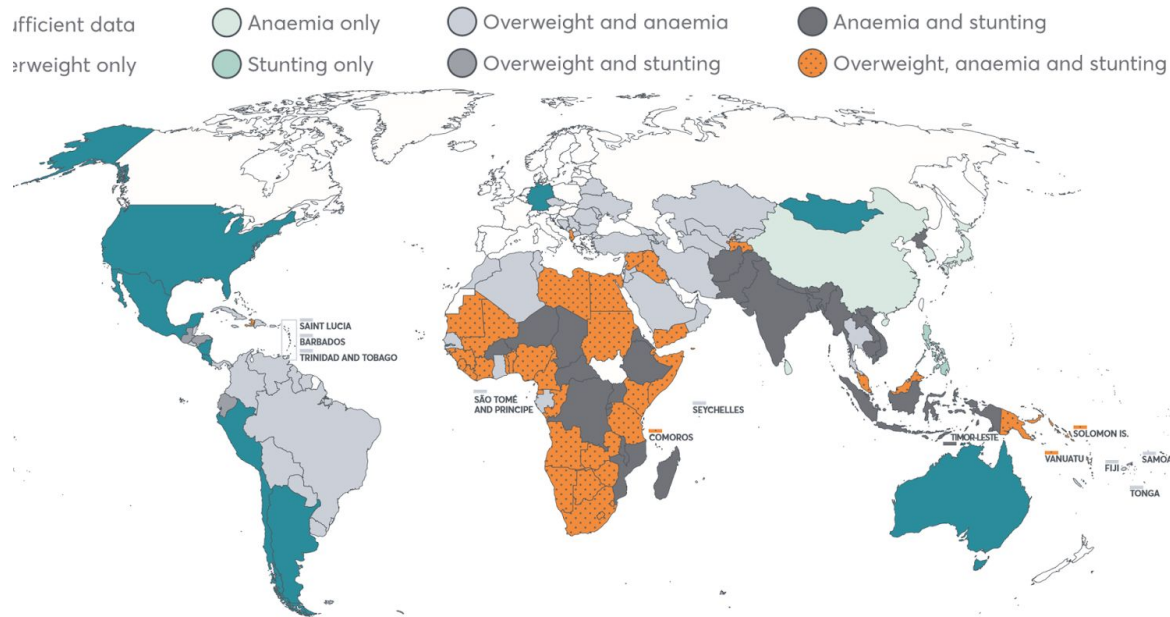 ufficient data
Anaemia only
Overweight and anaemia
Anaemia and stunting
erweight only
Stunting only
Overweight and stunting
Overweight, anaemia and stunting
SAINT LUCIA
BARBADOS
TRINIDAD AND TOBAGO
SÃO TOMÉ
AND PRINCIPE
SEYCHELLES
COMOROS
TIMOR-LESTE
SOLOMON IS.
VANUATU
FIJI
SAMOA
TONGA